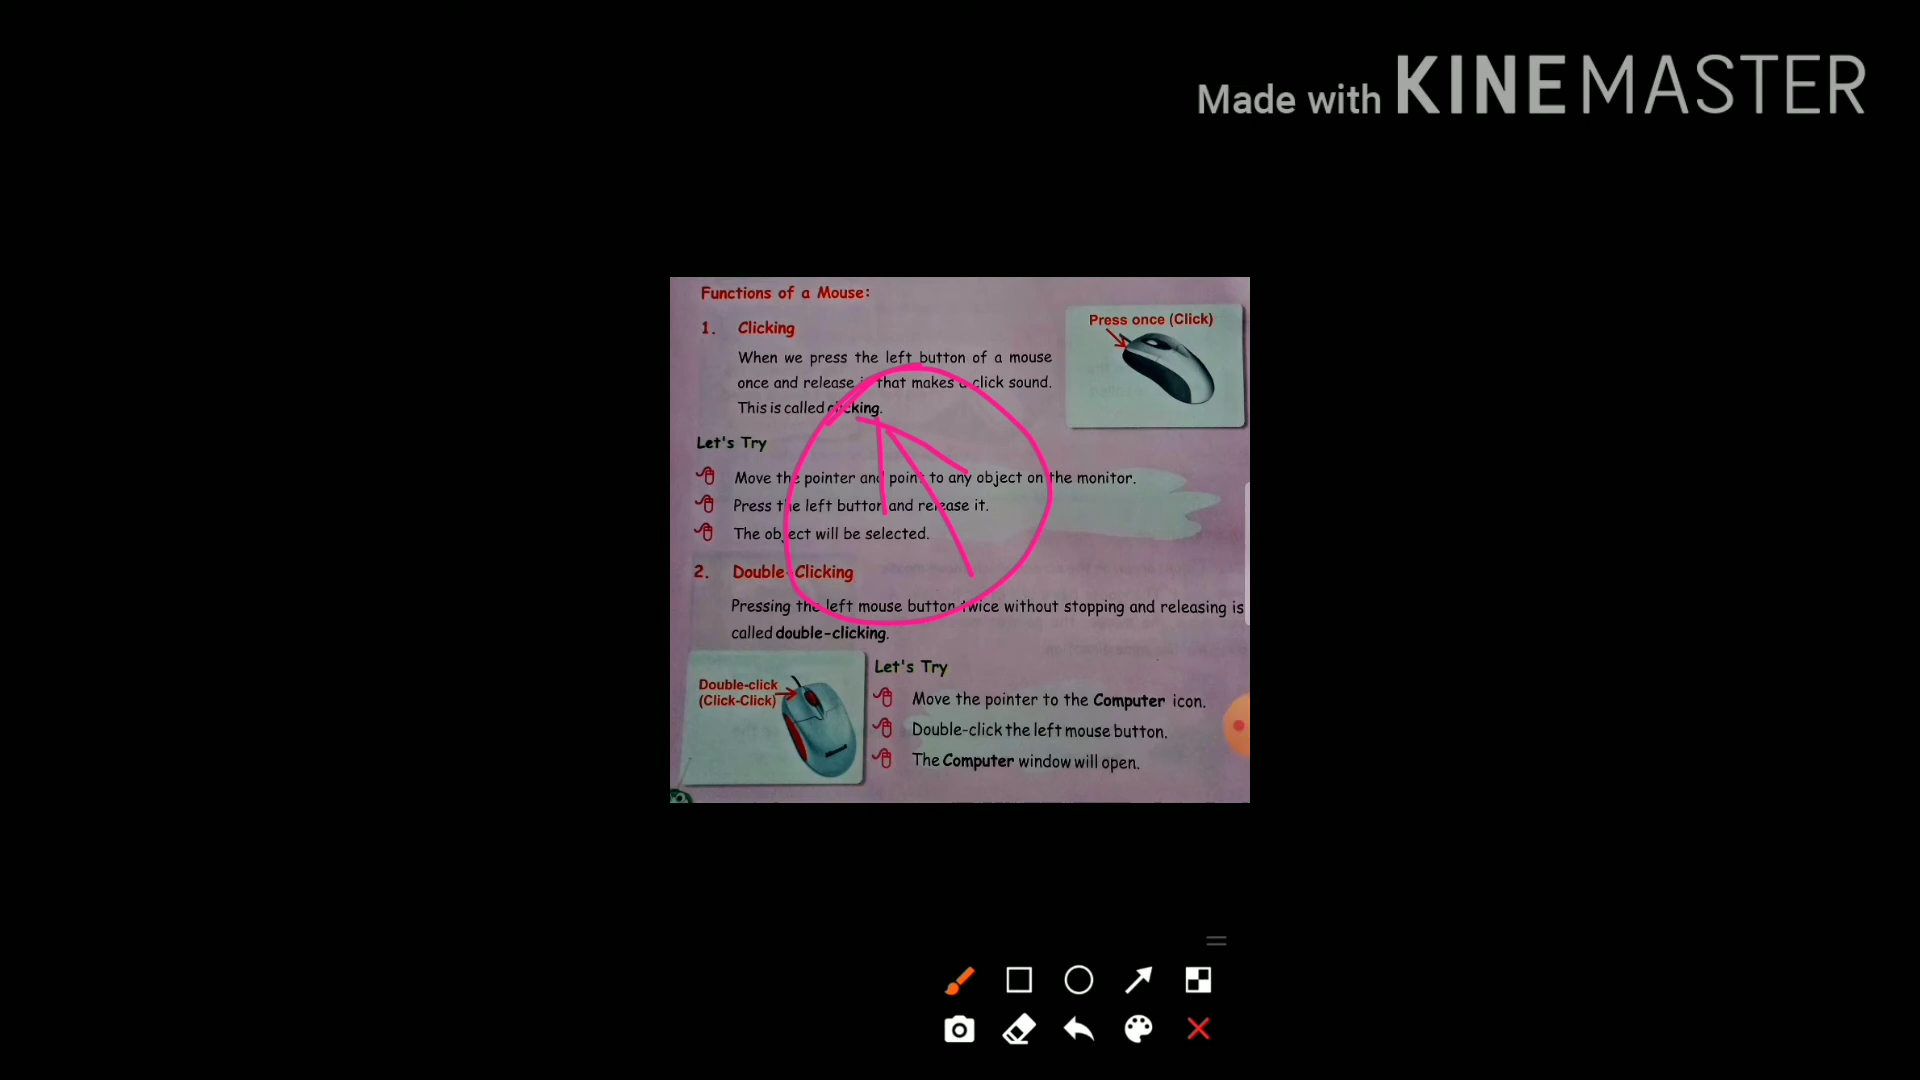 Made with KINEMASTER
Functions of a Mouse:
1. Clicking
Press once (Click)
When we press the left button of a mouse
once and release it that makes a click sound.
This is called clicking.
Let's Try
Move the pointer and point to any object on the monitor.
Press the left button and release it.
The object will be selected.
2. Double-Clicking
Pressing the left mouse button twice without stopping and releasing is
called double-clicking.
Double-click
(Click-Click)
Let's Try
Move the pointer to the Computer icon.
Double-click the left mouse button.
The Computer window will open.